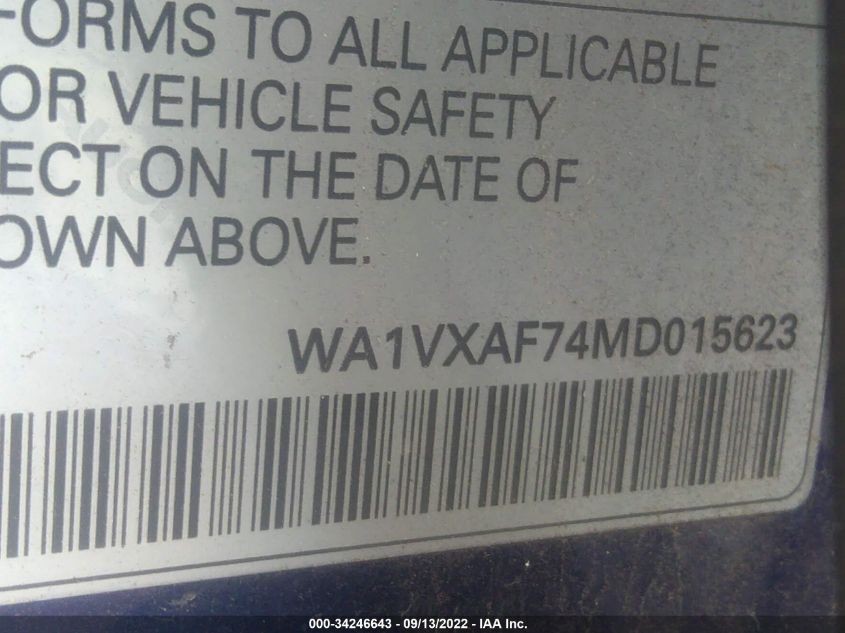 FORMS TO ALL APPLICABLE
OR VEHICLE SAFETY
ECT ON THE DATE OF
OWN ABOVE.
WA1VXAF74MD015623
000-34246643 - 09/13/2022 - IAA Inc.